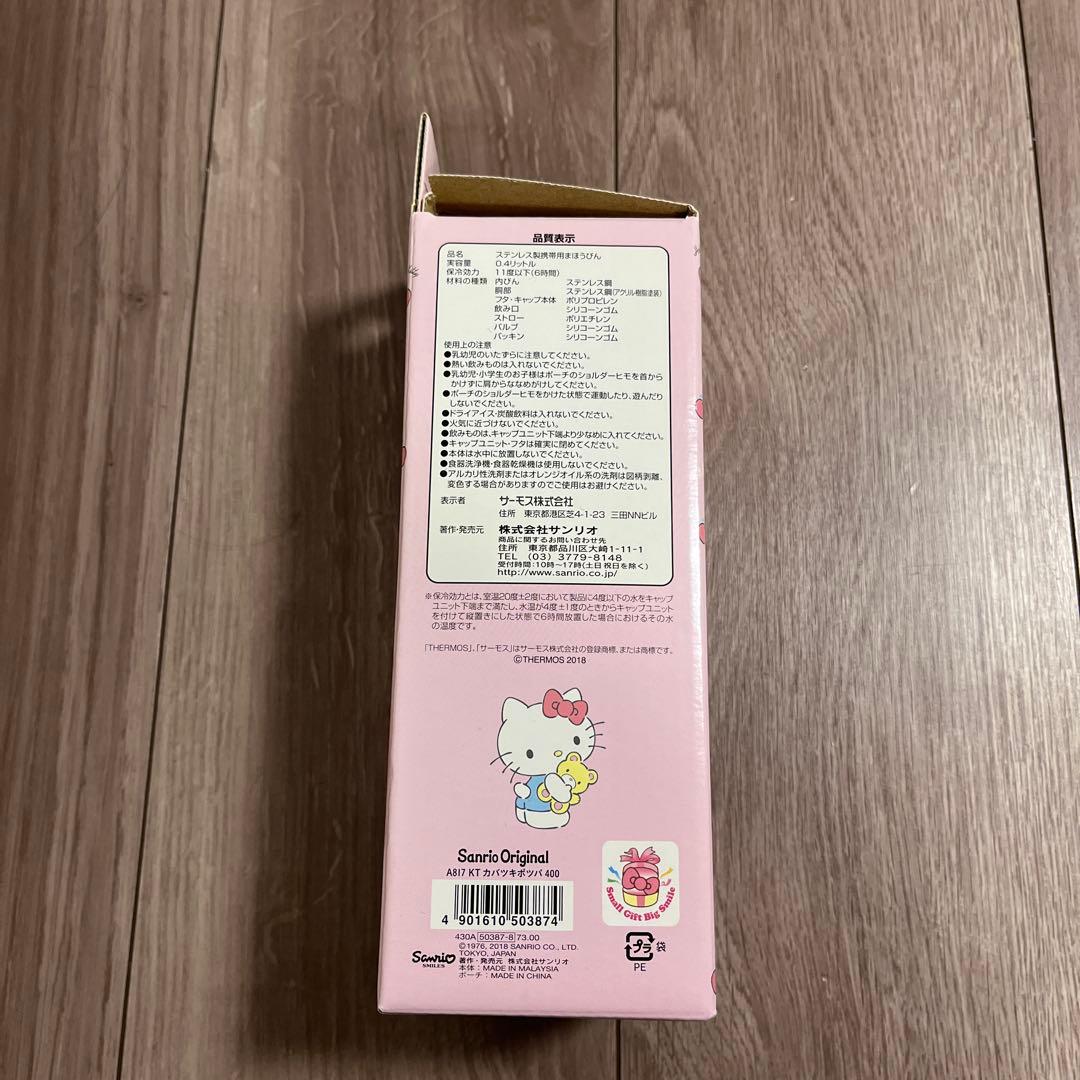 品質表示
品名 ステンレス製携帯用まほうびん
実容量 0.4リットル
保冷効力 11度以下(6時間)
材料の種類 内びん ステンレス鋼
胴部 ステンレス鋼(アクリル樹脂塗装)
フタ・キャップ本体 ポリプロピレン
飲み口 シリコーンゴム
ストロー ポリエチレン
バルブ シリコーンゴム
パッキン シリコーンゴム
使用上の注意
●乳幼児のいたずらに注意してください。
●熱い飲みものは入れないでください。
●乳幼児・小学生のお子様はポーチのショルダーヒモを首から
かけずに肩からななめがけしてください。
●ポーチのショルダーヒモをかけた状態で運動したり、遊んだり
しないでください。
●ドライアイス・炭酸飲料は入れないでください。
●火気に近づけないでください。
●飲みものは、キャップユニット下端より少なめに入れてください。
●キャップユニット・フタは確実に閉めてください。
●本体は水中に放置しないでください。
●食器洗浄機・食器乾燥機は使用しないでください。
●アルカリ性洗剤またはオレンジオイル系の洗剤は図柄剥離、
変色する場合がありますのでご使用はお避けください。
表示者 サーモス株式会社
住所 東京都港区芝4-1-23 三田NNビル
著作・発売元 株式会社サンリオ
商品に関するお問い合わせ先
住所 東京都品川区大崎1-11-1
TEL (03) 3779-8148
受付時間:10時~17時(土日祝日を除く)
http://www.sanrio.co.jp/
※保冷効力とは、室温20度±2度において製品に4度以下の水をキャップ
ユニット下端まで満たし、水温が4度±1度のときからキャップユニット
を付けて縦置きにした状態で6時間放置した場合におけるその水
の温度です。
「THERMOS」、「サーモス」はサーモス株式会社の登録商標、または商標です。
©THERMOS 2018
Sanrio Original
A8I7 KT カバツキボツパ 400
4 901610 503874
430A 50387-8 73.00
©1976, 2018 SANRIO CO., LTD.
TOKYO, JAPAN
著作・発売元 株式会社サンリオ
本体:MADE IN MALAYSIA
ポーチ:MADE IN CHINA
Sanrio
SMILES
Small Gift Big Smile
プラ
袋
PE